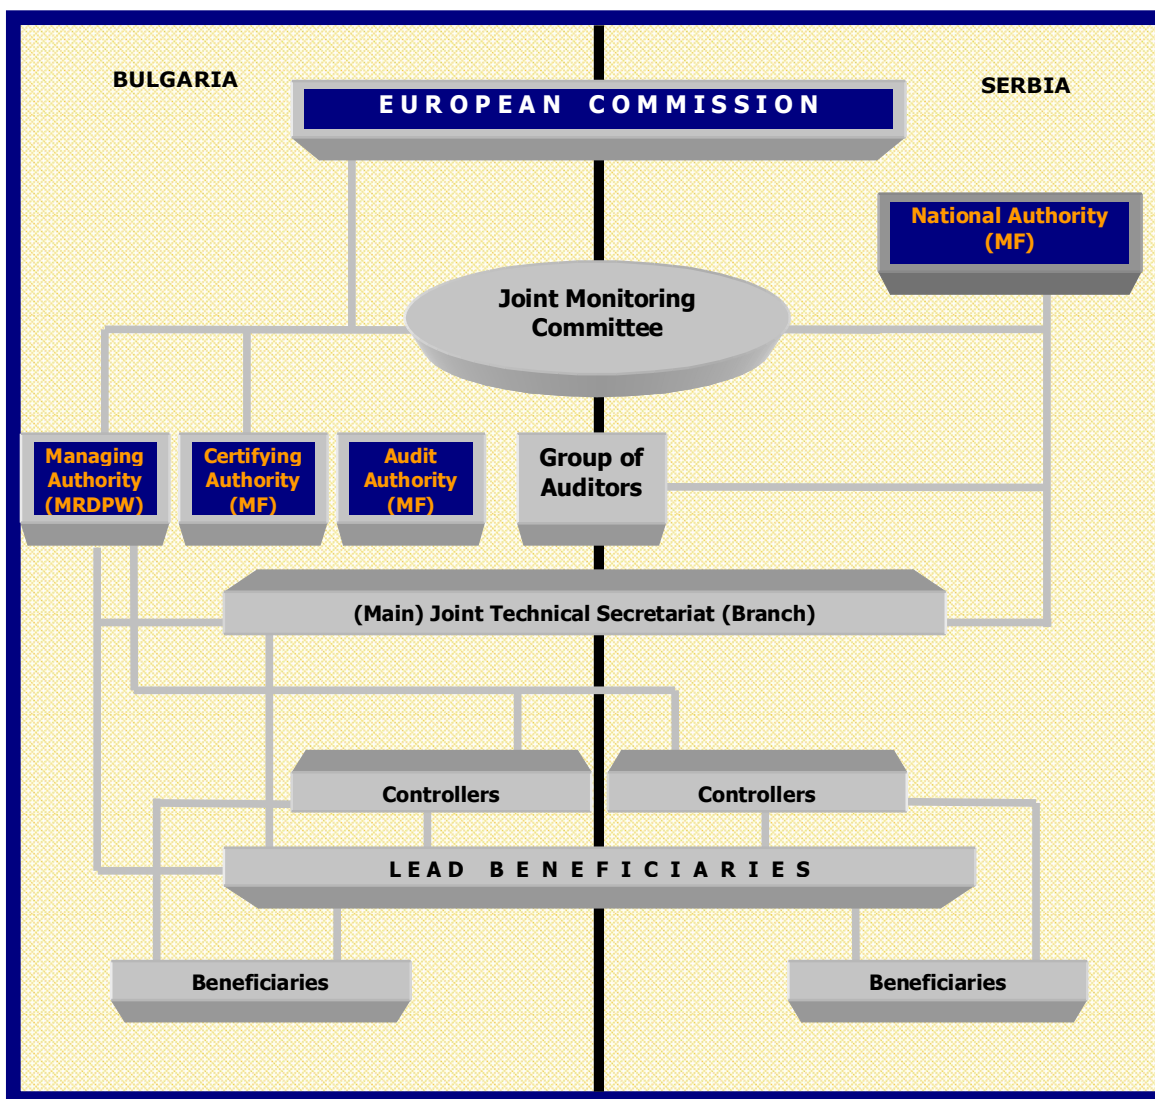 BULGARIA
EUROPEAN COMMISSION
SERBIA
National Authority
(MF)
Joint Monitoring
Committee
Managing
Authority
(MRDPW)
Certifying
Authority
(MF)
Audit
Authority
(MF)
Group of
Auditors
(Main) Joint Technical Secretariat (Branch)
Controllers
Controllers
LEAD BENEFICIARIES
Beneficiaries
Beneficiaries